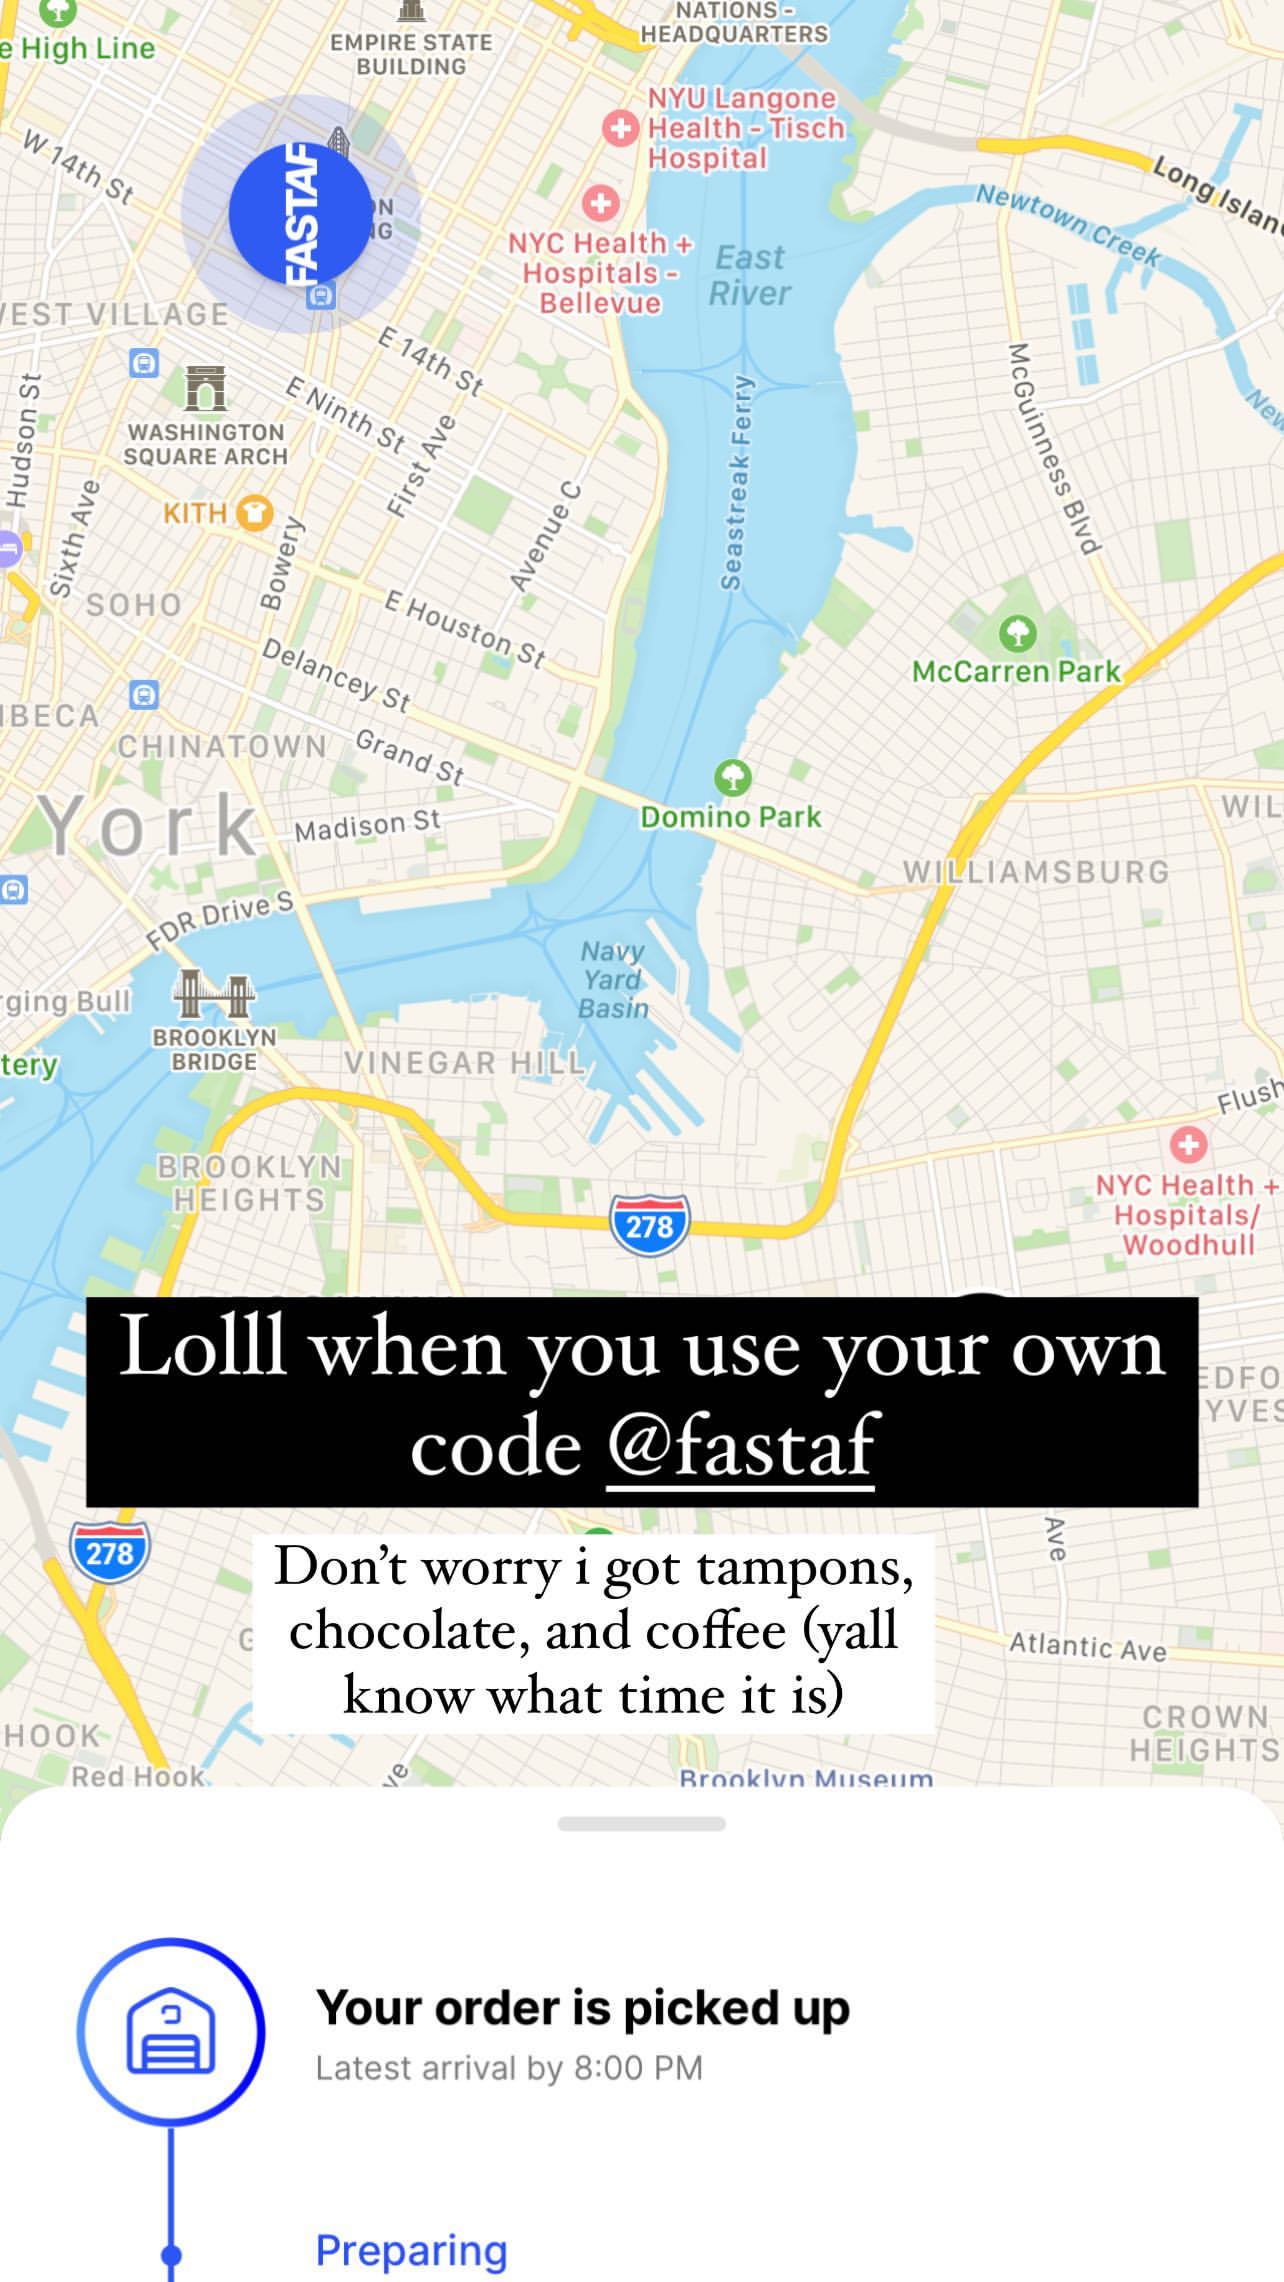 NATIONS -
HEADQUARTERS
e High Line
EMPIRE STATE
BUILDING
NYU Langone
Health - Tisch
Hospital
W 14th St
FASTAF
ON
NG
Long Islan
Newtown Creek
NYC Health +
Hospitals -
Bellevue
East
River
EST VILLAGE
E 14th St
E Ninth St
First Ave
Hudson St
WASHINGTON
SQUARE ARCH
McGuinness Blvd
New
Seastreak Ferry
KITH
Sixth Ave
Bowery
Avenue C
SOHO
E Houston St
McCarren Park
Delancey St
IBECA
CHINATOWN
Grand St
York
Madison St
Domino Park
WIL
WILLIAMSBURG
FDR Drive S
Navy
Yard
Basin
rging Bull
BROOKLYN
BRIDGE
tery
VINEGAR HILL
Flush
BROOKLYN
HEIGHTS
NYC Health +
Hospitals/
Woodhull
278
Lolll when you use your own
code @fastaf
EDFO
YVES
278
Ave
Don't worry i got tampons,
chocolate, and coffee (yall
know what time it is)
G
Atlantic Ave
CROWN
HEIGHTS
HOOK
Red Hook
ve
Brooklyn Museum
Your order is picked up
Latest arrival by 8:00 PM
Preparing